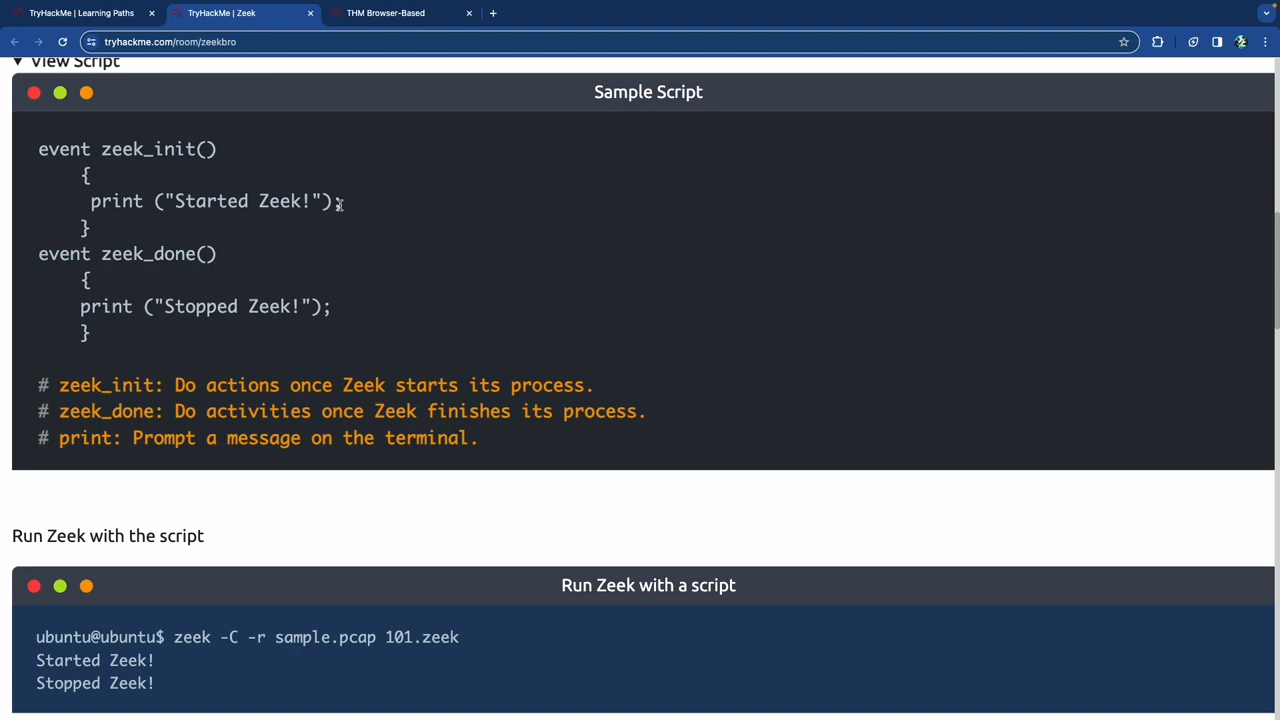 TryHackMe | Learning Paths
TryHackMe | Zeek
THM Browser-Based
tryhackme.com/room/zeekbro
View Script
Sample Script
event zeek_init()
{
print ("Started Zeek!");
}
event zeek_done()
{
print ("Stopped Zeek!");
}
# zeek_init: Do actions once Zeek starts its process.
# zeek_done: Do activities once Zeek finishes its process.
# print: Prompt a message on the terminal.
Run Zeek with the script
Run Zeek with a script
ubuntu@ubuntu$ zeek -C -r sample.pcap 101.zeek
Started Zeek!
Stopped Zeek!